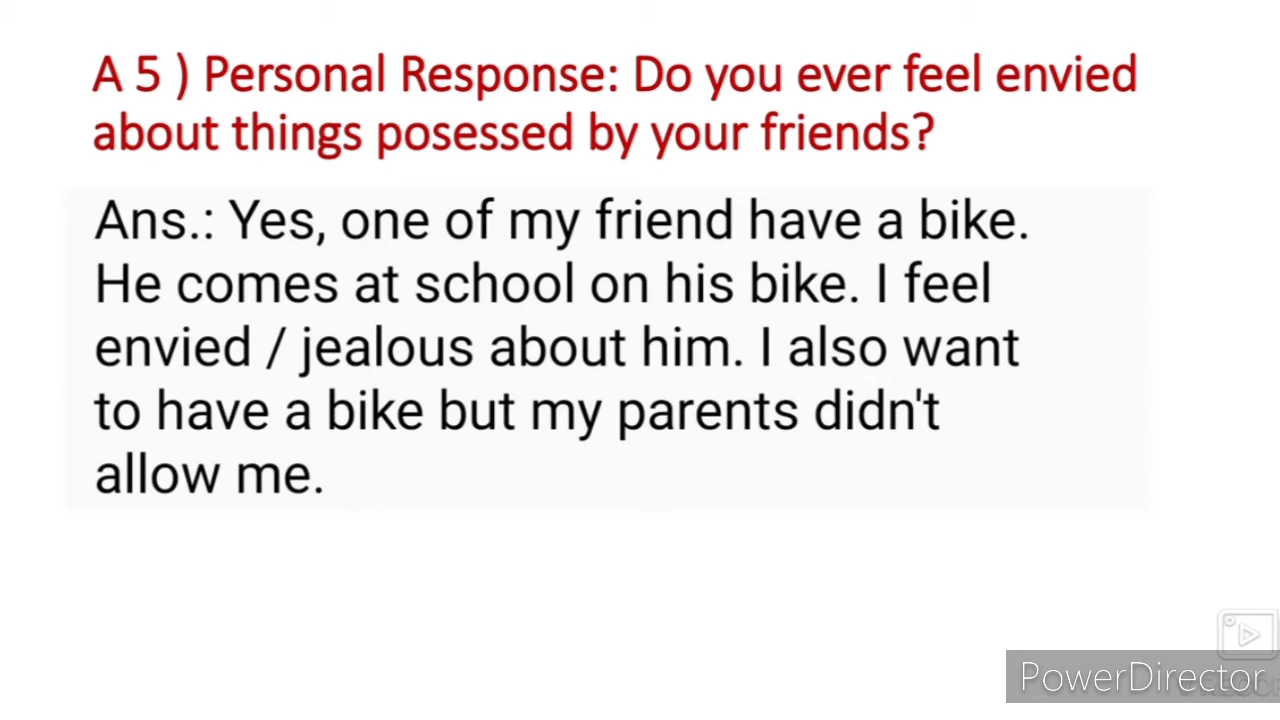 A 5 ) Personal Response: Do you ever feel envied
about things posessed by your friends?
Ans.: Yes, one of my friend have a bike.
He comes at school on his bike. I feel
envied / jealous about him. I also want
to have a bike but my parents didn't
allow me.
PowerDirector